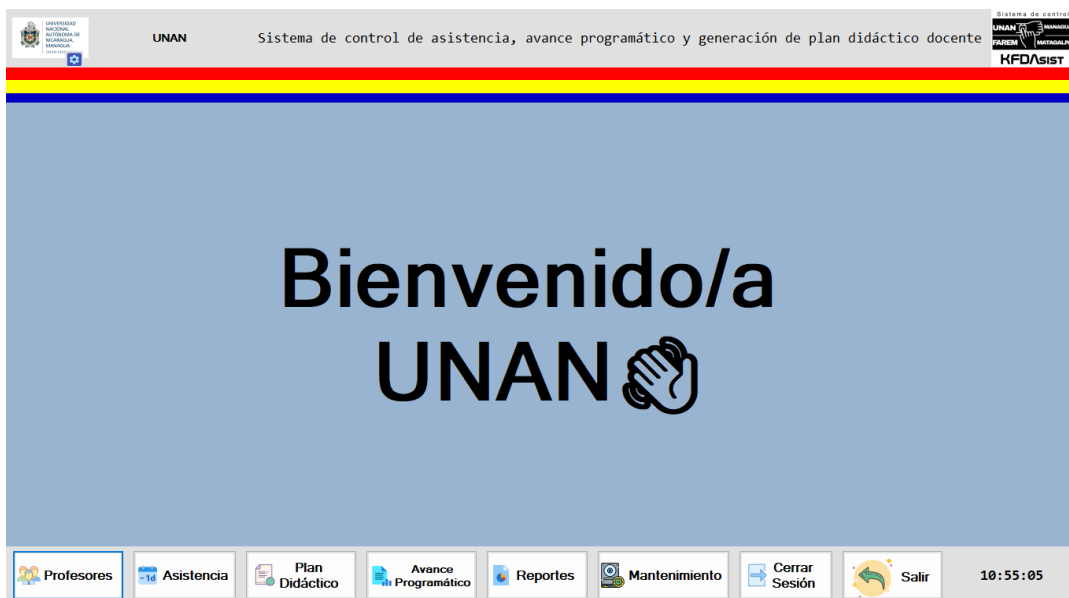 UNIVERSIDAD
NACIONAL
AUTÓNOMA DE
NICARAGUA,
MANAGUA
UNAN
Sistema de control de asistencia, avance programático y generación de plan didáctico docente
Sistema de control
UNAN MANAGUA
FAREM MATAGALPA
KFDAsist
Bienvenido/a
UNAN
Profesores
-1d
Asistencia
Plan
Didáctico
Avance
Programático
Reportes
Mantenimiento
Cerrar
Sesión
Salir
10:55:05